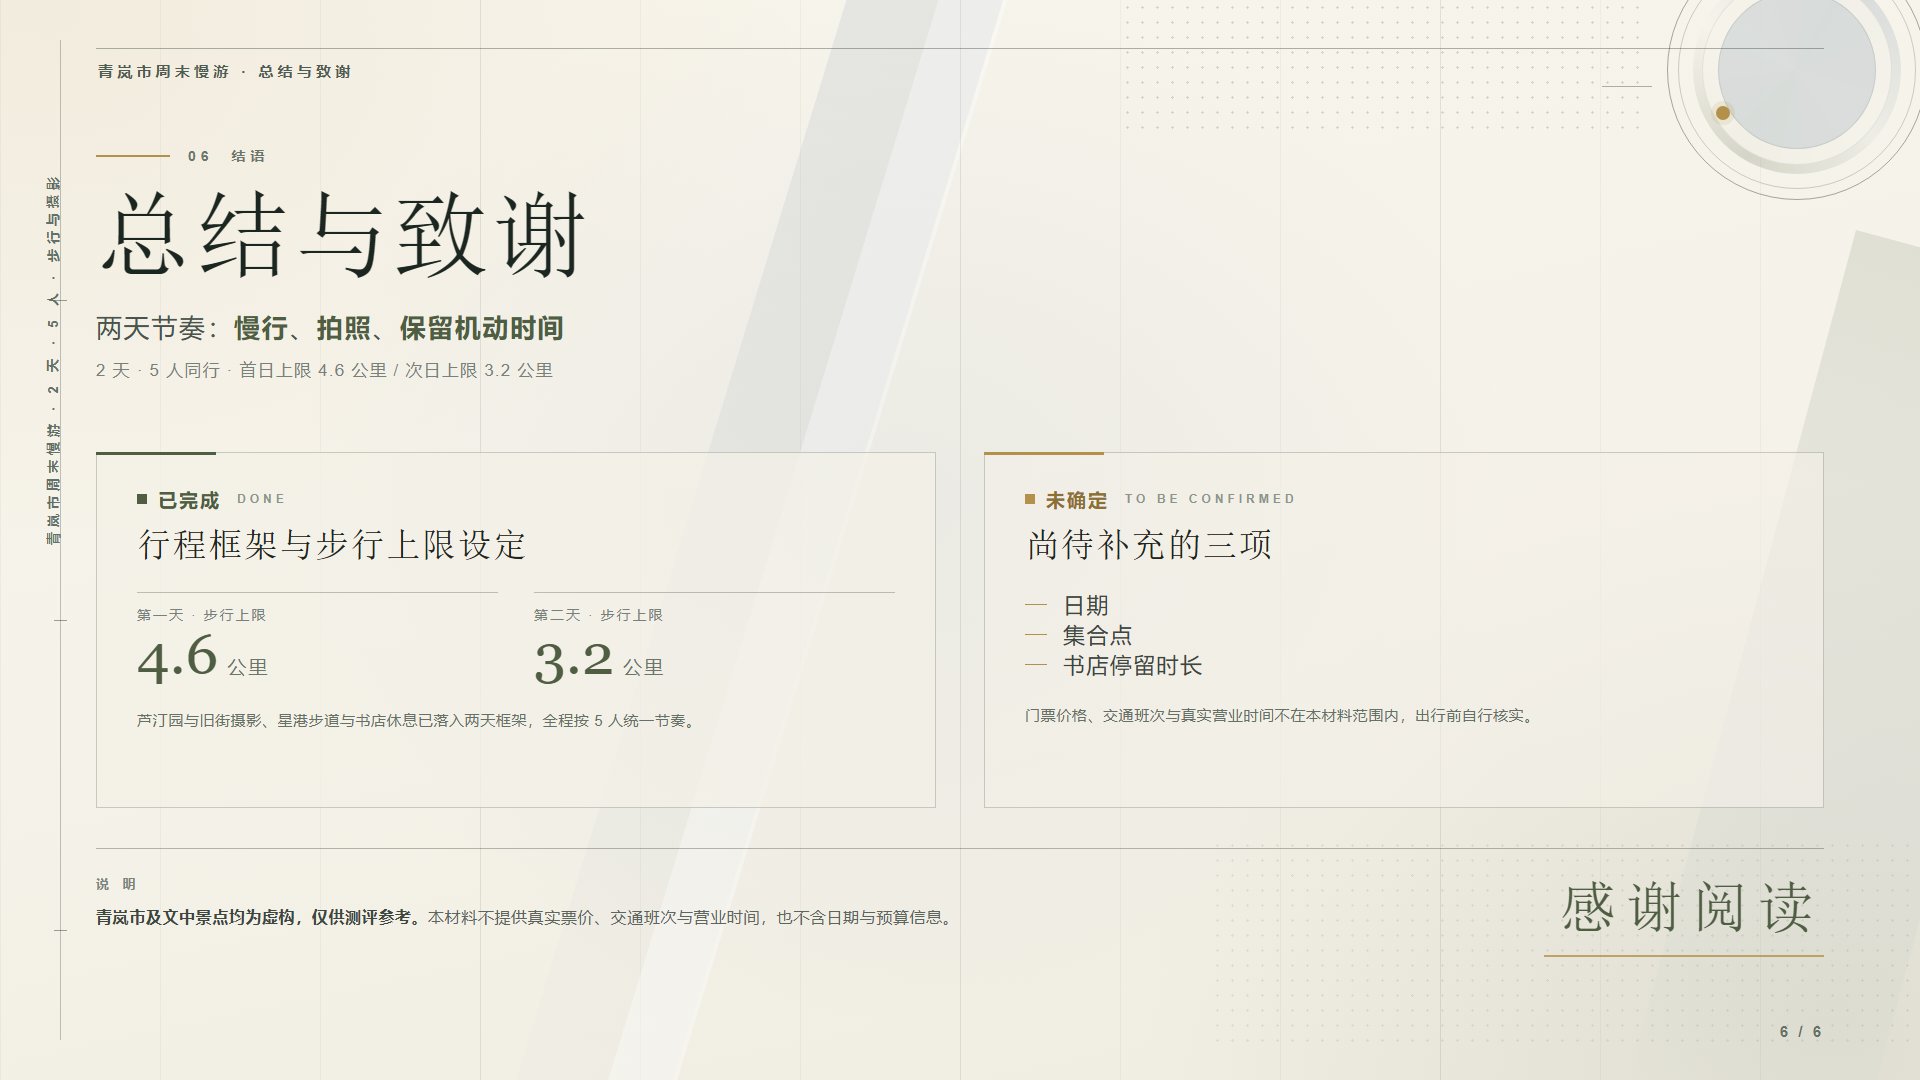 青岚市周末慢游 · 总结与致谢
青岚市周末慢游 · 2 天 · 5 人 · 步行与摄影
06 结语
总结与致谢
两天节奏：慢行、拍照、保留机动时间
2 天 · 5 人同行 · 首日上限 4.6 公里 / 次日上限 3.2 公里
已完成 DONE
行程框架与步行上限设定
第一天 · 步行上限
4.6 公里
第二天 · 步行上限
3.2 公里
芦汀园与旧街摄影、星港步道与书店休息已落入两天框架，全程按 5 人统一节奏。
未确定 TO BE CONFIRMED
尚待补充的三项
日期
集合点
书店停留时长
门票价格、交通班次与真实营业时间不在本材料范围内，出行前自行核实。
说 明
青岚市及文中景点均为虚构，仅供测评参考。本材料不提供真实票价、交通班次与营业时间，也不含日期与预算信息。
感谢阅读
6 / 6